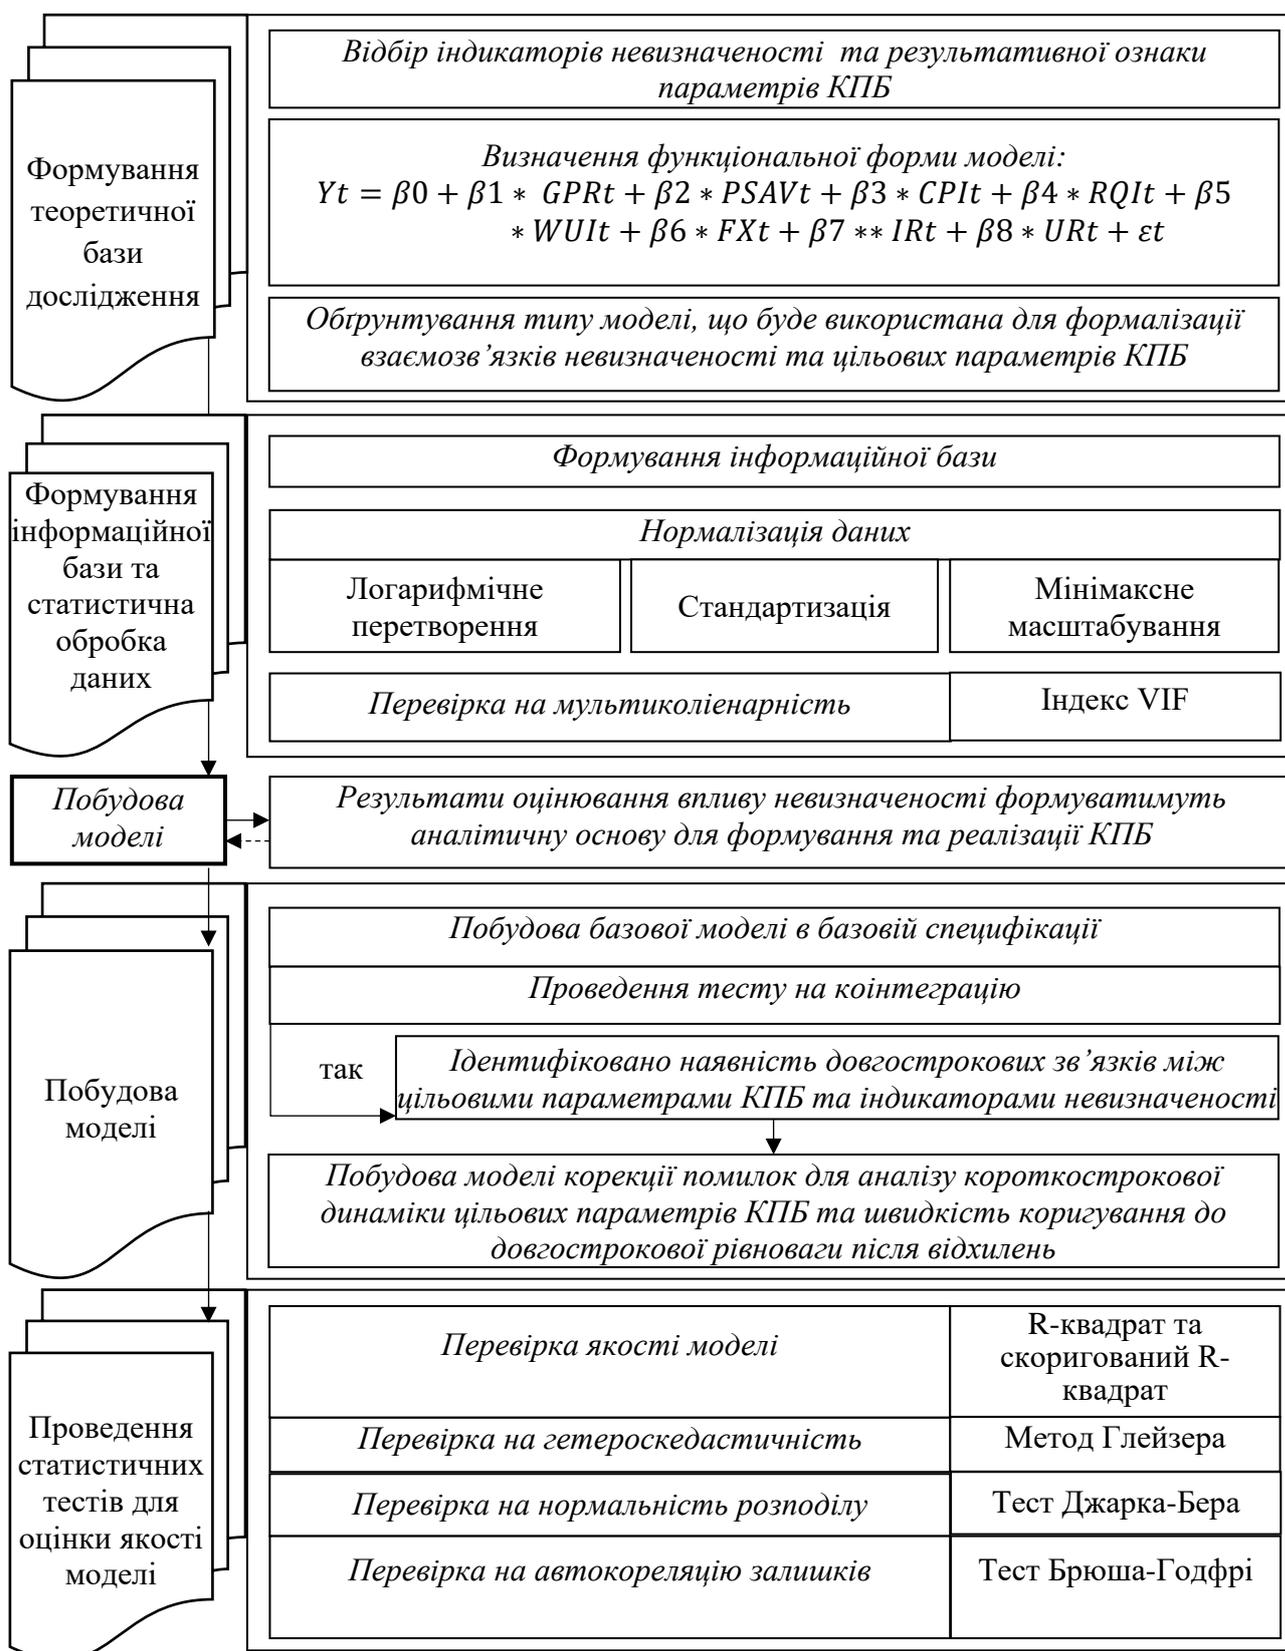 Формування
теоретичної
бази
дослідження
Відбір індикаторів невизначеності та результативної ознаки
параметрів КПБ
Визначення функціональної форми моделі:
Yt = β0 + β1 ∗ GPRt + β2 ∗ PSAVt + β3 ∗ CPIt + β4 ∗ RQIt + β5
∗ WUIt + β6 ∗ FXt + β7 ∗∗ IRt + β8 ∗ URt + εt
Обґрунтування типу моделі, що буде використана для формалізації
взаємозв’язків невизначеності та цільових параметрів КПБ
Формування
інформаційної
бази та
статистична
обробка
даних
Формування інформаційної бази
Нормалізація даних
Логарифмічне
перетворення
Стандартизація
Мінімаксне
масштабування
Перевірка на мультиколіенарність
Індекс VIF
Побудова
моделі
Результати оцінювання впливу невизначеності формуватимуть
аналітичну основу для формування та реалізації КПБ
Побудова
моделі
Побудова базової моделі в базовій специфікації
Проведення тесту на коінтеграцію
так
Ідентифіковано наявність довгострокових зв’язків між
цільовими параметрами КПБ та індикаторами невизначеності
Побудова моделі корекції помилок для аналізу короткострокової
динаміки цільових параметрів КПБ та швидкість коригування до
довгострокової рівноваги після відхилень
Проведення
статистичних
тестів для
оцінки якості
моделі
Перевірка якості моделі
R-квадрат та
скоригований R-
квадрат
Перевірка на гетероскедастичність
Метод Глейзера
Перевірка на нормальність розподілу
Тест Джарка-Бера
Перевірка на автокореляцію залишків
Тест Брюша-Годфрі